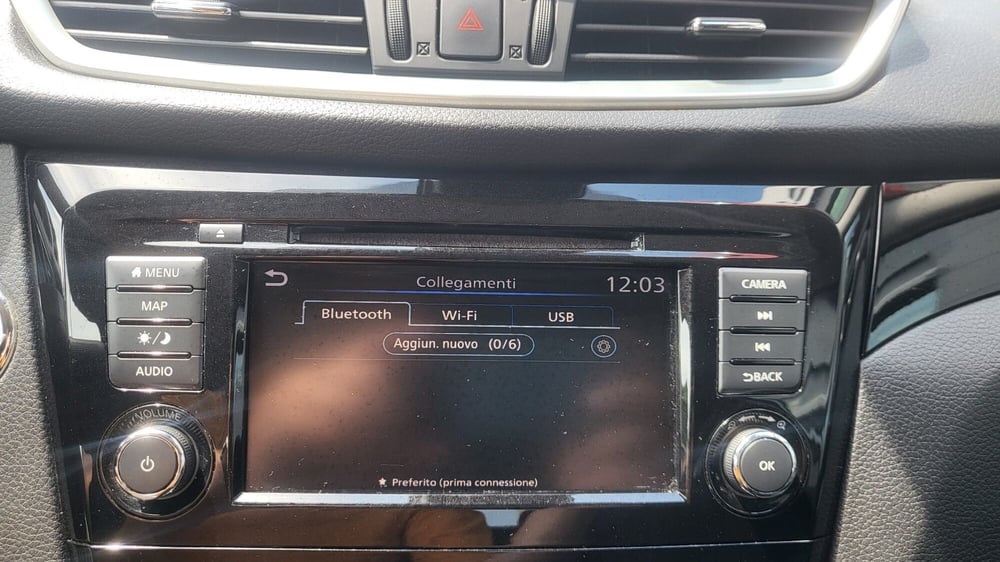 Collegamenti
12:03
Bluetooth
Wi-Fi
USB
Aggiun. nuovo (0/6)
Preferito (prima connessione)
MENU
MAP
AUDIO
VOLUME
CAMERA
BACK
OK